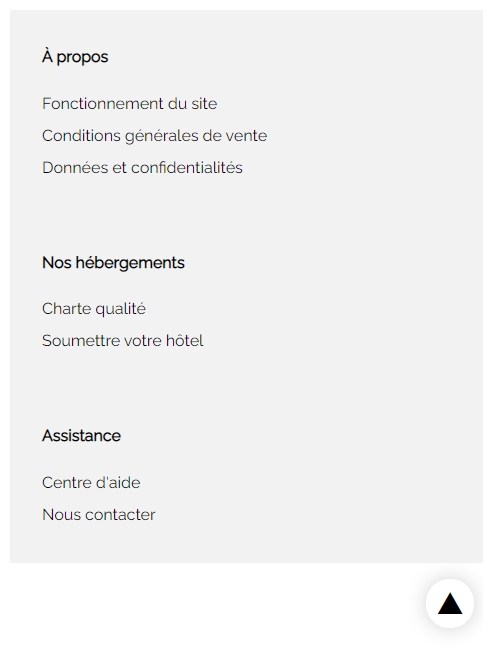 À propos
Fonctionnement du site
Conditions générales de vente
Données et confidentialités
Nos hébergements
Charte qualité
Soumettre votre hôtel
Assistance
Centre d'aide
Nous contacter